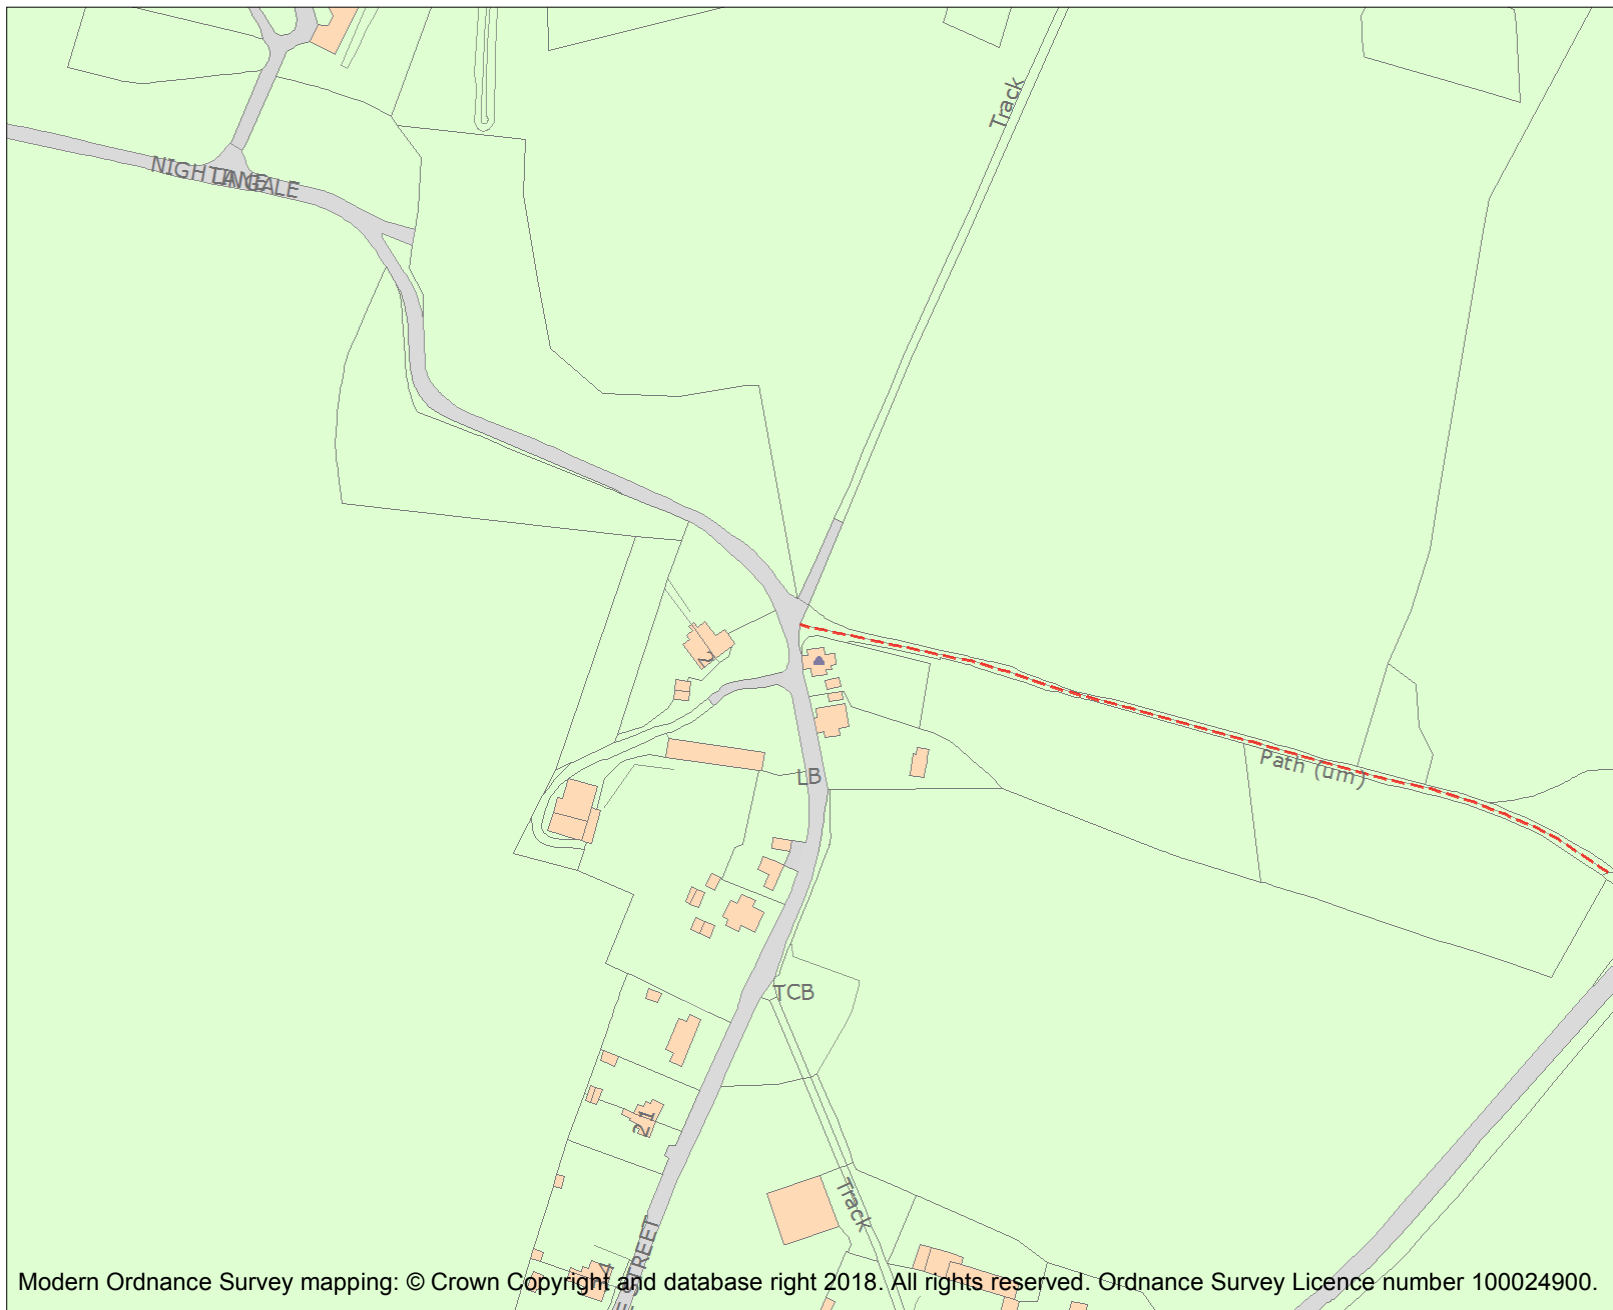 Track
NIGHTINGALE
LANE
2
Path (um)
LB
TCB
21
Track
STREET
4
Modern Ordnance Survey mapping: © Crown Copyright and database right 2018. All rights reserved. Ordnance Survey Licence number 100024900.